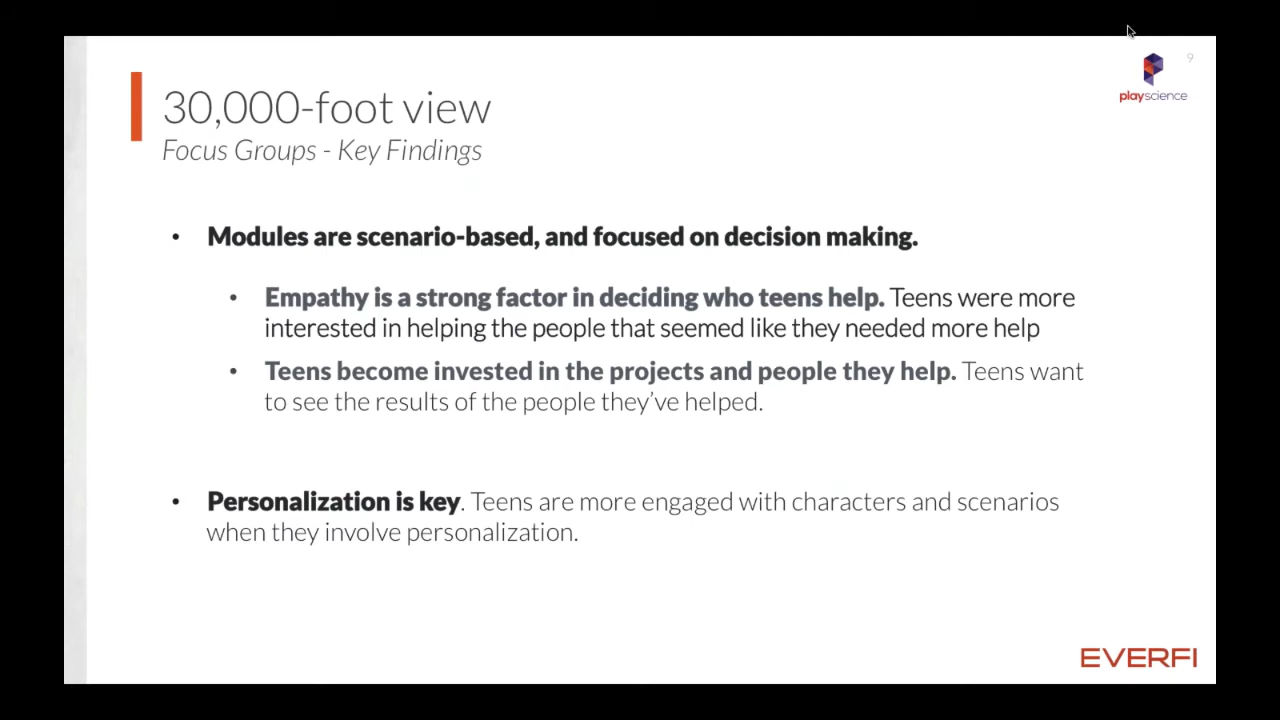 9
playscience
30,000-foot view
Focus Groups - Key Findings
• Modules are scenario-based, and focused on decision making.
• Empathy is a strong factor in deciding who teens help. Teens were more
interested in helping the people that seemed like they needed more help
• Teens become invested in the projects and people they help. Teens want
to see the results of the people they’ve helped.
• Personalization is key. Teens are more engaged with characters and scenarios
when they involve personalization.
EVERFI